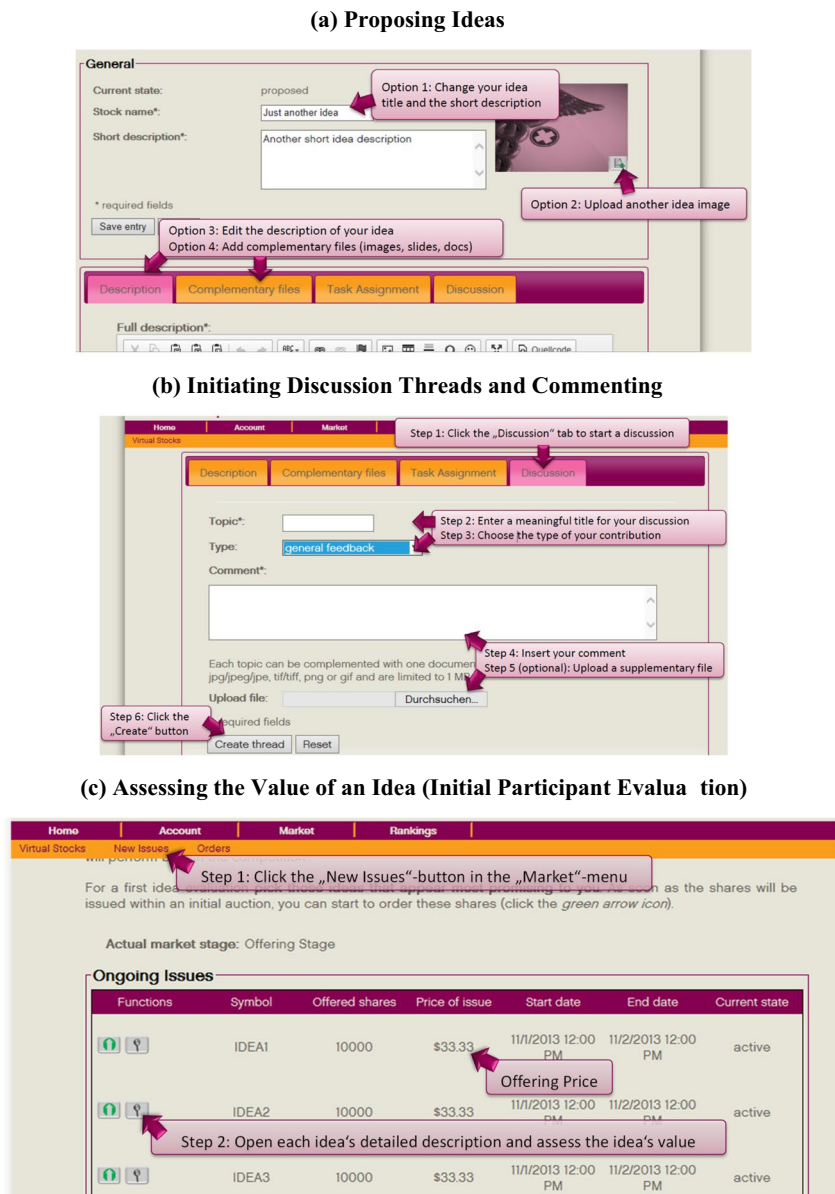 (a) Proposing Ideas
General
Current state: proposed
Option 1: Change your idea
title and the short description
Stock name*: Just another idea
Short description*: Another short idea description
Option 2: Upload another idea image
* required fields
Save entry
Option 3: Edit the description of your idea
Option 4: Add complementary files (images, slides, docs)
Description Complementary files Task Assignment Discussion
Full description*:
ABC Quellcode
(b) Initiating Discussion Threads and Commenting
Home Account Market
Virtual Stocks
Step 1: Click the „Discussion“ tab to start a discussion
Description Complementary files Task Assignment Discussion
Topic*:
Step 2: Enter a meaningful title for your discussion
Step 3: Choose the type of your contribution
Type: general feedback
Comment*:
Step 4: Insert your comment
Step 5 (optional): Upload a supplementary file
Each topic can be complemented with one documen
jpg/jpeg/jpe, tif/tiff, png or gif and are limited to 1 MB
Upload file: Durchsuchen...
Step 6: Click the
„Create“ button
required fields
Create thread Reset
(c) Assessing the Value of an Idea (Initial Participant Evalua tion)
Home Account Market Rankings
Virtual Stocks New Issues Orders
Step 1: Click the „New Issues“-button in the „Market“-menu
For a first idea evaluation pick those ideas that appear most promising to you. As soon as the shares will be
issued within an initial auction, you can start to order these shares (click the green arrow icon).
Actual market stage: Offering Stage
Ongoing Issues
Functions Symbol Offered shares Price of issue Start date End date Current state
IDEA1 10000 $33.33 11/1/2013 12:00 PM 11/2/2013 12:00 PM active
Offering Price
IDEA2 10000 $33.33 11/1/2013 12:00 PM 11/2/2013 12:00 PM active
Step 2: Open each idea‘s detailed description and assess the idea‘s value
IDEA3 10000 $33.33 11/1/2013 12:00 PM 11/2/2013 12:00 PM active